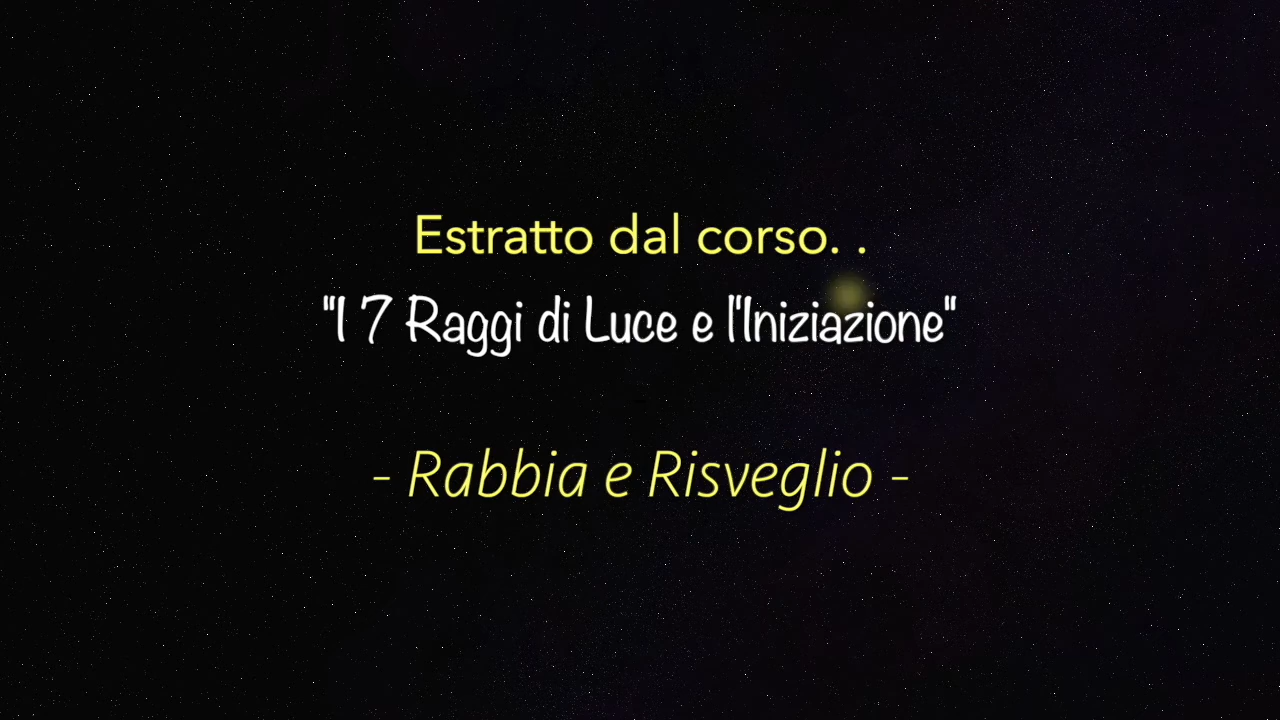 Estratto dal corso. .
"I 7 Raggi di Luce e l'Iniziazione"
- Rabbia e Risveglio -